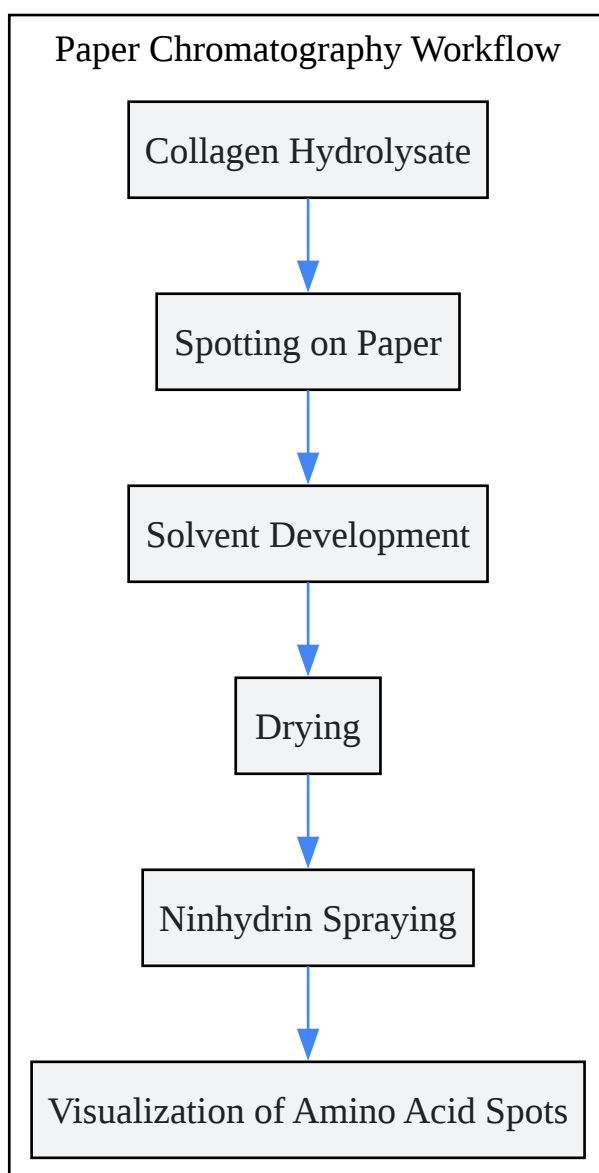 Paper Chromatography Workflow
Collagen Hydrolysate
Spotting on Paper
Solvent Development
Drying
Ninhydrin Spraying
Visualization of Amino Acid Spots